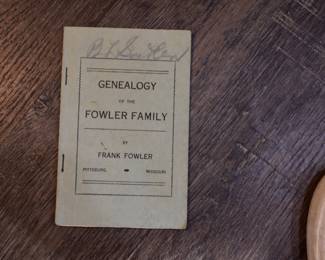 GENEALOGY
OF THE
FOWLER FAMILY
BY
FRANK FOWLER
PITTSBURG, MISSOURI